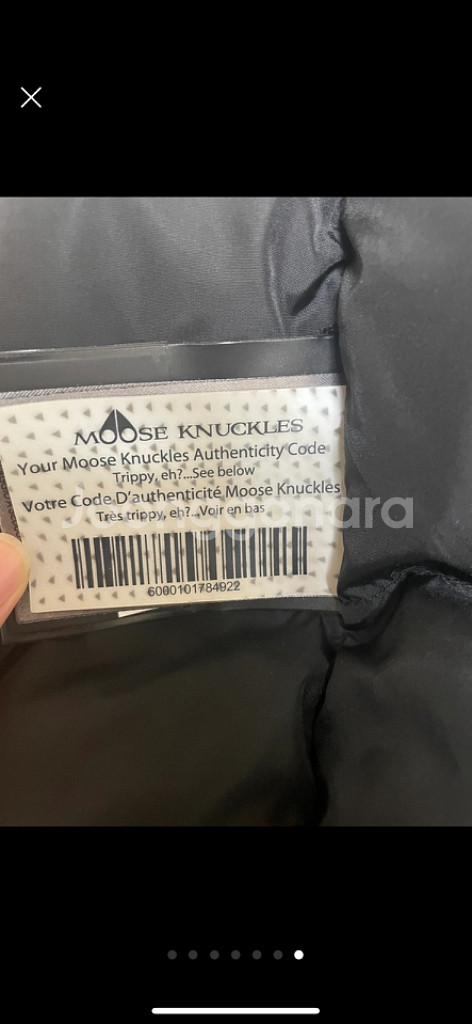 MOOSE KNUCKLES
Your Moose Knuckles Authenticity Code
Trippy, eh?...See below
Votre Code D'authenticité Moose Knuckles
Très trippy, eh?...Voir en bas
6000101784922